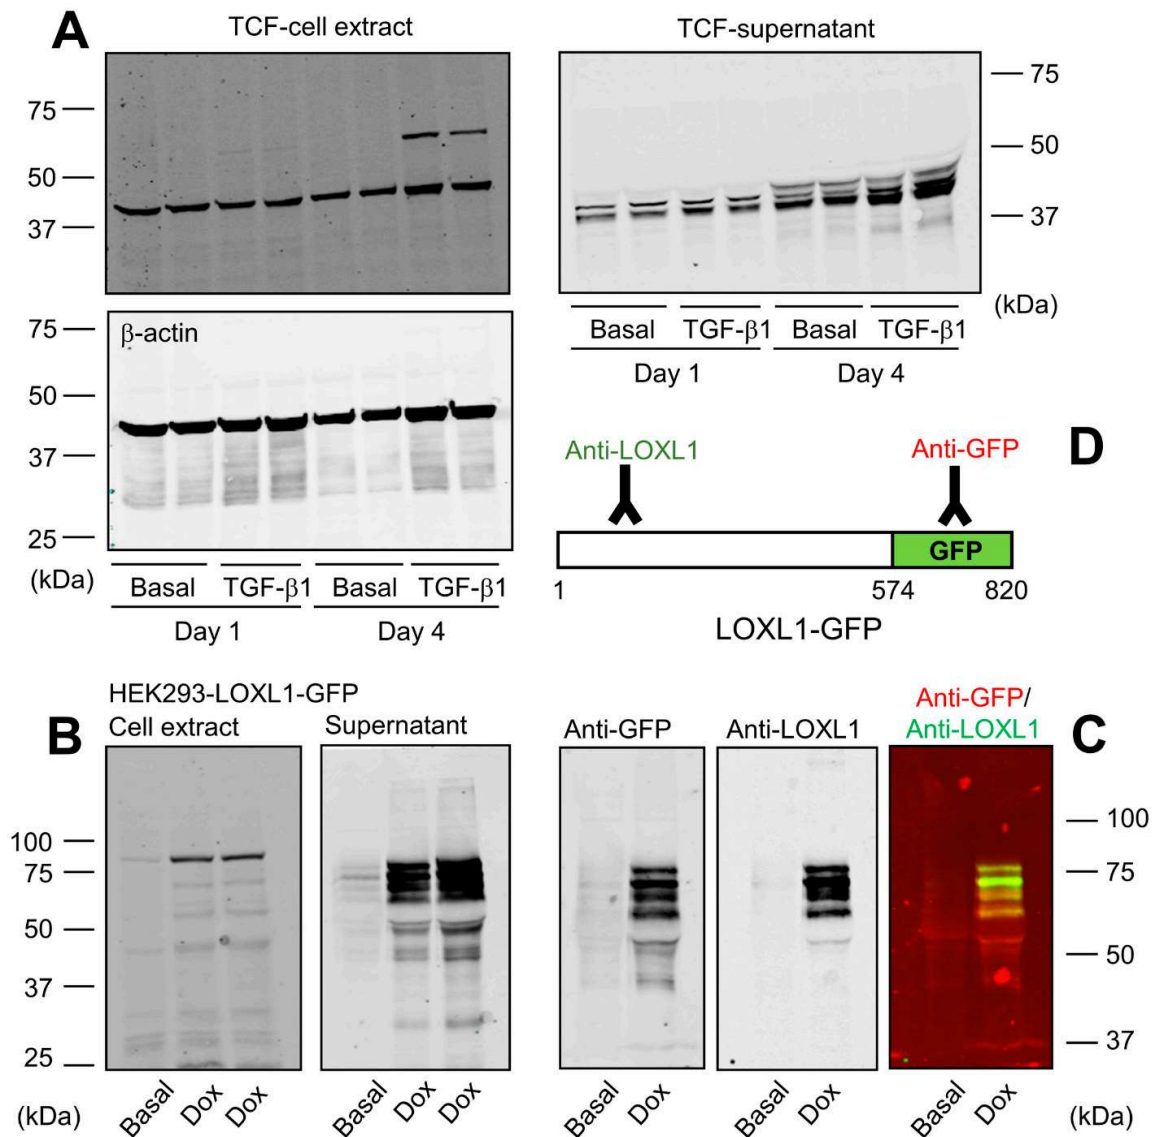 A
TCF-cell extract
75
50
37
β-actin
75
50
37
25
(kDa)
Basal TGF-β1 Basal TGF-β1
Day 1 Day 4
TCF-supernatant
75
50
37
(kDa)
Basal TGF-β1 Basal TGF-β1
Day 1 Day 4
D
Anti-LOXL1 Anti-GFP
GFP
1 574 820
LOXL1-GFP
B
HEK293-LOXL1-GFP
Cell extract Supernatant
100
75
50
37
25
(kDa)
Basal Dox Dox Basal Dox Dox
C
Anti-GFP Anti-LOXL1
Anti-GFP/
Anti-LOXL1
100
75
50
37
(kDa)
Basal Dox Basal Dox Basal Dox